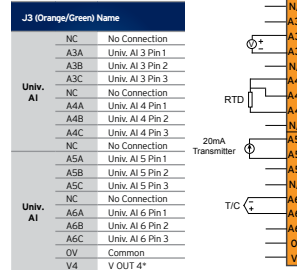 J3 (Orange/Green) Name
NC No Connection
A3A Univ. AI 3 Pin 1
A3B Univ. AI 3 Pin 2
A3C Univ. AI 3 Pin 3
Univ. AI
NC No Connection
A4A Univ. AI 4 Pin1
A4B Univ. AI 4 Pin 2
A4C Univ. AI 4 Pin 3
NC No Connection
A5A Univ. AI 5 Pin1
A5B Univ. AI 5 Pin 2
A5C Univ. AI 5 Pin 3
Univ. AI
NC No Connection
A6A Univ. AI 6 Pin 1
A6B Univ. AI 6 Pin 2
A6C Univ. AI 6 Pin 3
0V Common
V4 V OUT 4*
RTD
20mA
Transmitter
T/C